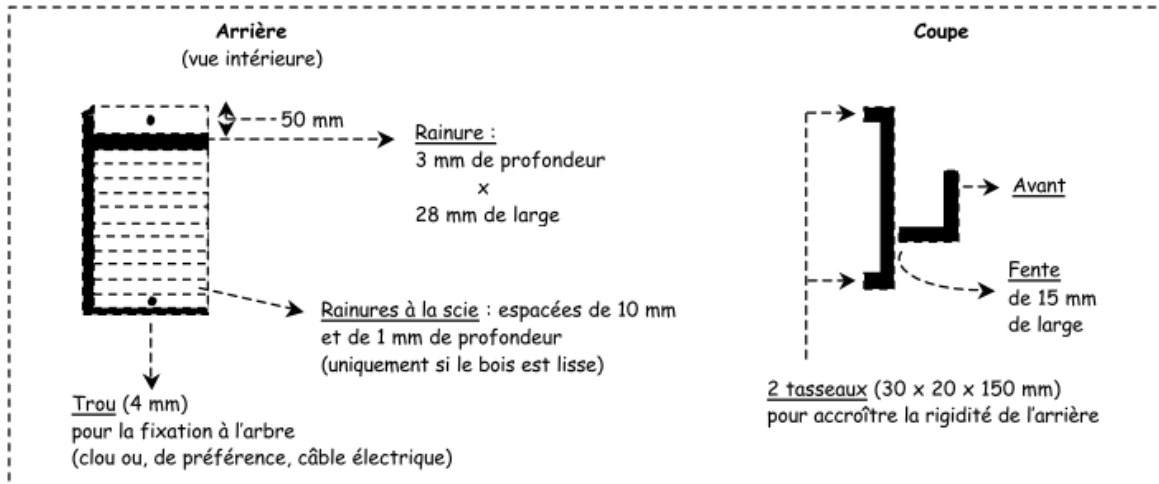 Arrière
(vue intérieure)
50 mm
Rainure :
3 mm de profondeur
x
28 mm de large
Rainures à la scie : espacées de 10 mm
et de 1 mm de profondeur
(uniquement si le bois est lisse)
Trou (4 mm)
pour la fixation à l'arbre
(clou ou, de préférence, câble électrique)
Coupe
Avant
Fente
de 15 mm
de large
2 tasseaux (30 x 20 x 150 mm)
pour accroître la rigidité de l'arrière